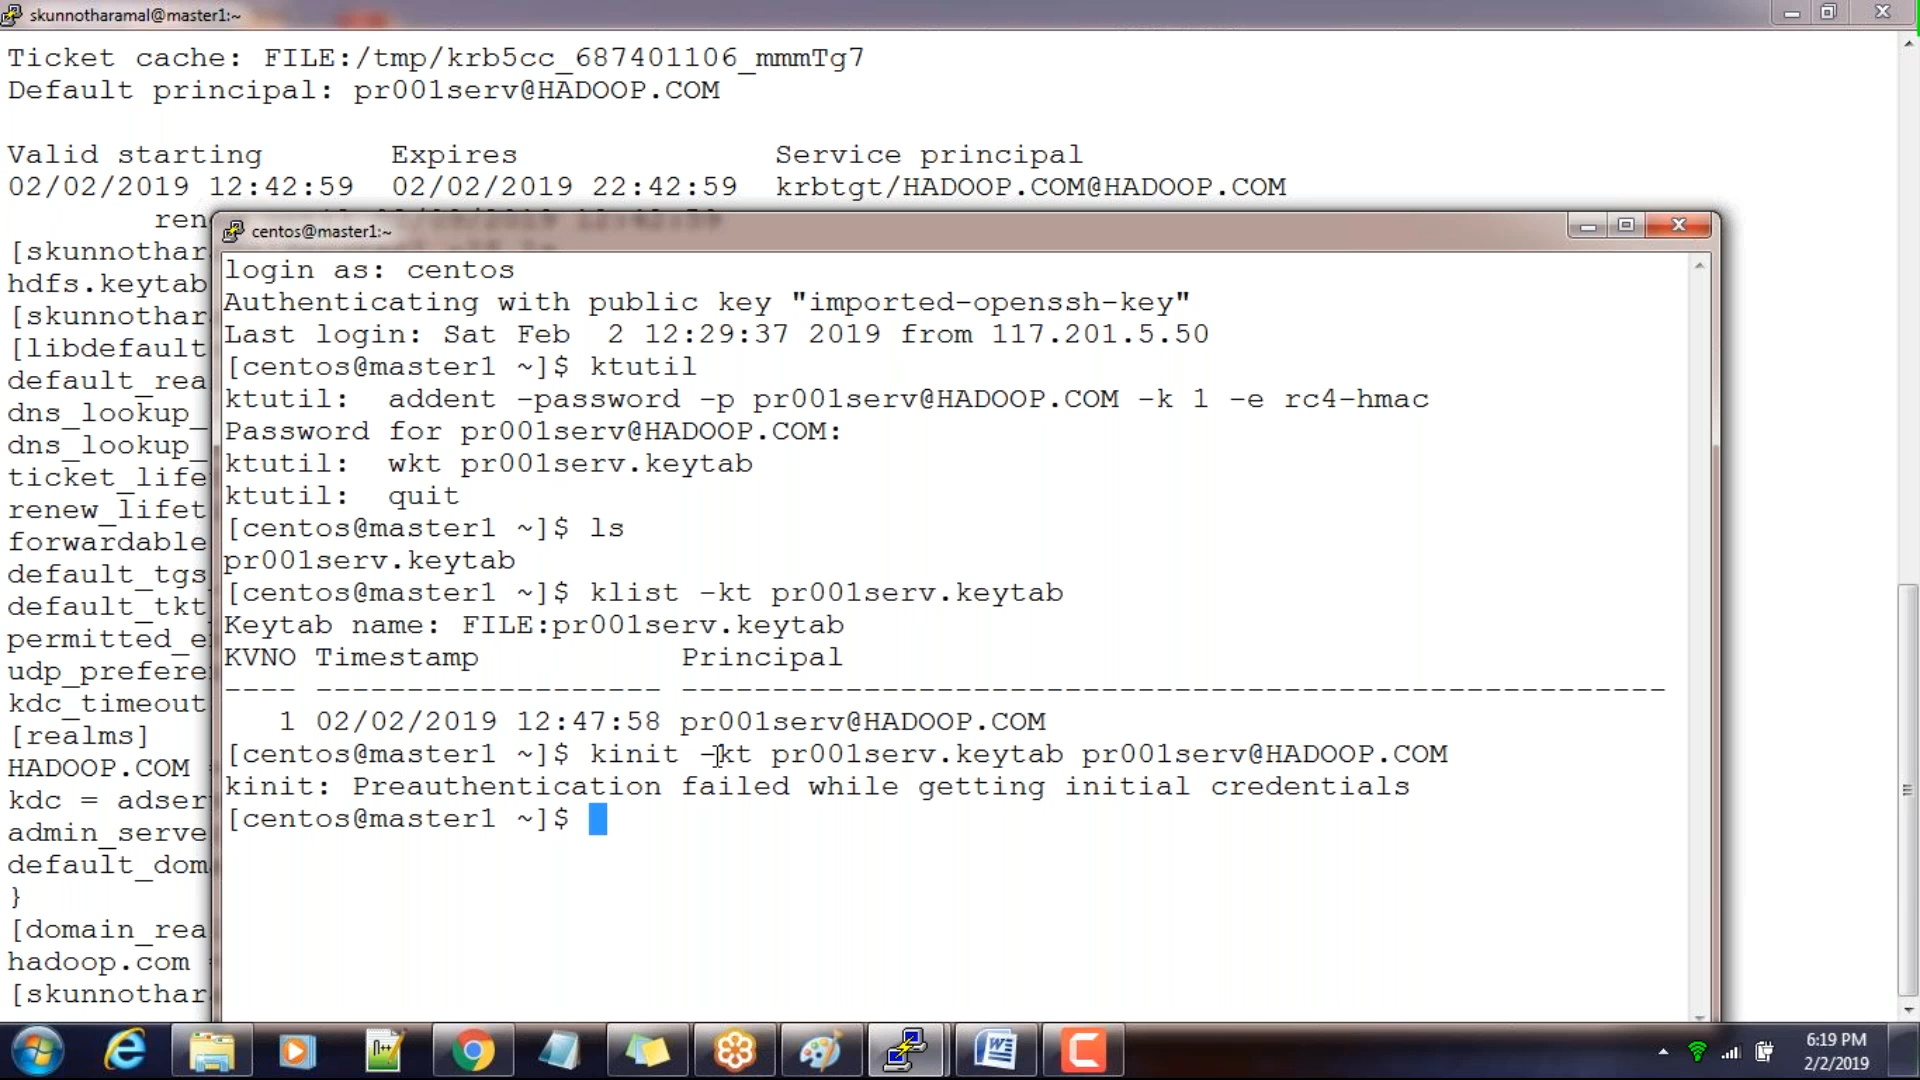 skunnotharamal@master1:~
Ticket cache: FILE:/tmp/krb5cc_687401106_mmmTg7
Default principal: pr001serv@HADOOP.COM
Valid starting Expires Service principal
02/02/2019 12:42:59 02/02/2019 22:42:59 krbtgt/HADOOP.COM@HADOOP.COM
ren
[skunnothar
hdfs.keytab
[skunnothar
[libdefault
default_rea
dns_lookup_
dns_lookup_
ticket_life
renew_lifet
forwardable
default_tgs
default_tkt
permitted_e
udp_prefere
kdc_timeout
[realms]
HADOOP.COM
kdc = adser
admin_serve
default_dom
}
[domain_rea
hadoop.com
[skunnothar
centos@master1:~
login as: centos
Authenticating with public key "imported-openssh-key"
Last login: Sat Feb 2 12:29:37 2019 from 117.201.5.50
[centos@master1 ~]$ ktutil
ktutil: addent -password -p pr001serv@HADOOP.COM -k 1 -e rc4-hmac
Password for pr001serv@HADOOP.COM:
ktutil: wkt pr001serv.keytab
ktutil: quit
[centos@master1 ~]$ ls
pr001serv.keytab
[centos@master1 ~]$ klist -kt pr001serv.keytab
Keytab name: FILE:pr001serv.keytab
KVNO Timestamp Principal
---- ------------------- ------------------------------------------------------
1 02/02/2019 12:47:58 pr001serv@HADOOP.COM
[centos@master1 ~]$ kinit -kt pr001serv.keytab pr001serv@HADOOP.COM
kinit: Preauthentication failed while getting initial credentials
[centos@master1 ~]$
6:19 PM
2/2/2019